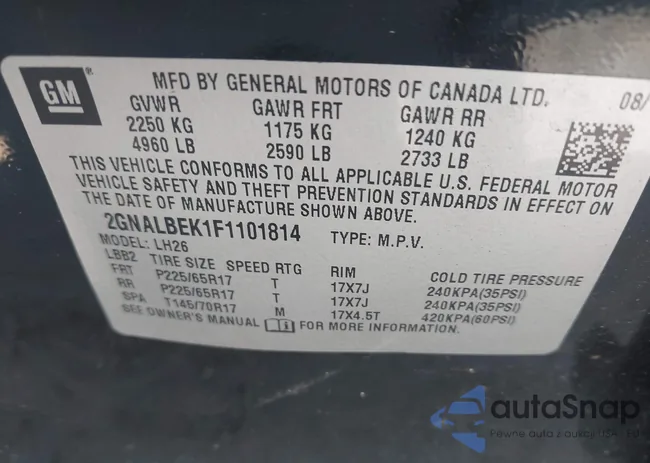 GM®
MFD BY GENERAL MOTORS OF CANADA LTD. 08/
GVWR GAWR FRT GAWR RR
2250 KG 1175 KG 1240 KG
4960 LB 2590 LB 2733 LB
THIS VEHICLE CONFORMS TO ALL APPLICABLE U.S. FEDERAL MOTOR
VEHICLE SAFETY AND THEFT PREVENTION STANDARDS IN EFFECT ON
THE DATE OF MANUFACTURE SHOWN ABOVE.
2GNALBEK1F1101814 TYPE: M.P.V.
MODEL: LH26
LBB2 TIRE SIZE SPEED RTG RIM COLD TIRE PRESSURE
FRT P225/65R17 T 17X7J 240KPA(35PSI)
RR P225/65R17 T 17X7J 240KPA(35PSI)
SPA T145/70R17 M 17X4.5T 420KPA(60PSI)
SEE OWNER'S MANUAL i FOR MORE INFORMATION.
autoSnap
Pewne auta z aukcji USA